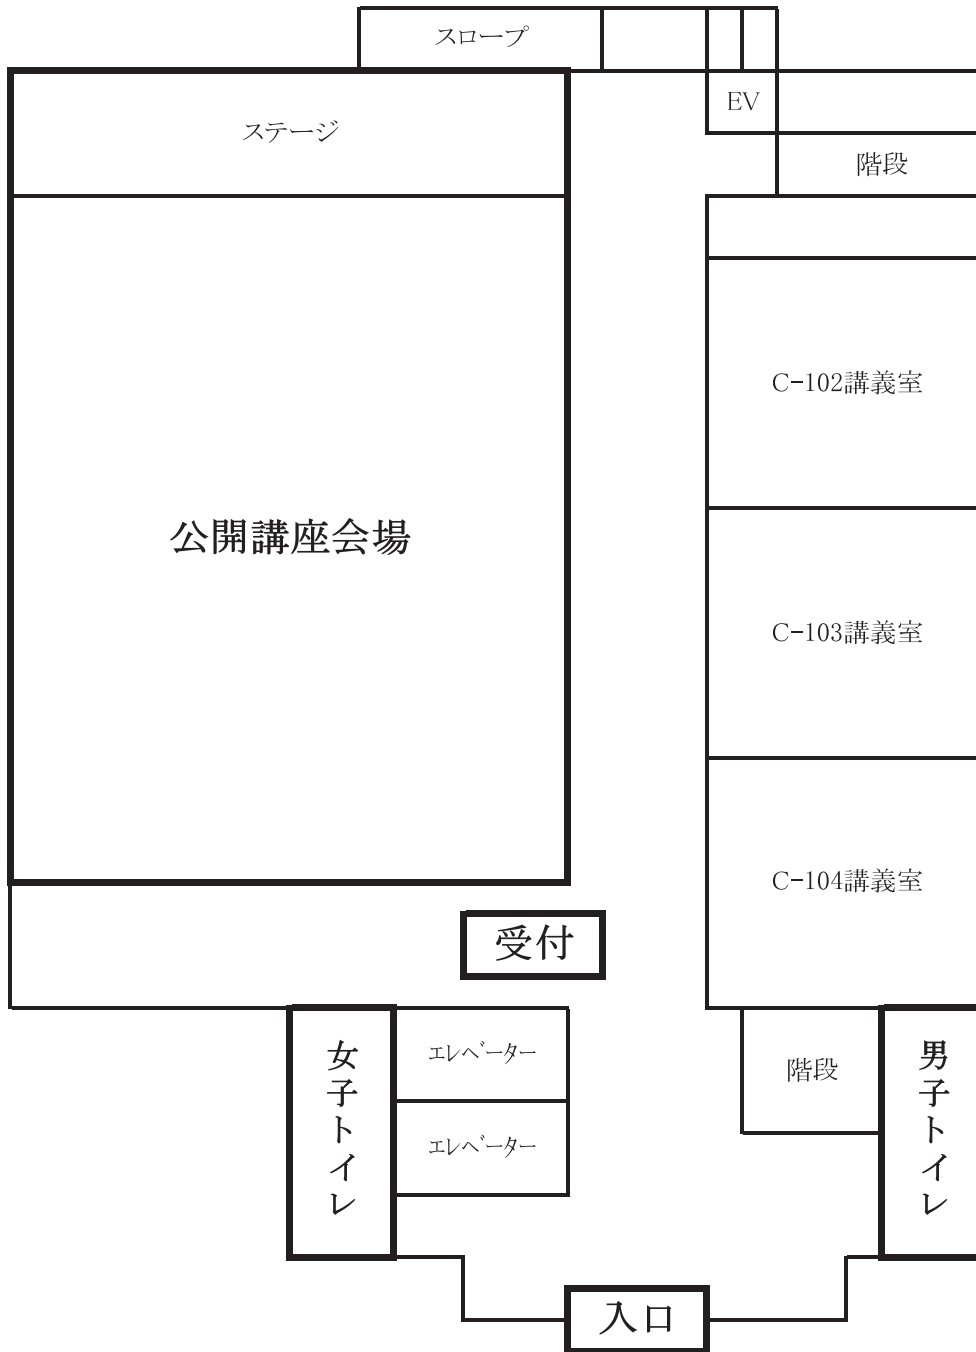 スロープ
ステージ
EV
階段
C-102講義室
公開講座会場
C-103講義室
C-104講義室
受付
女子トイレ
エレベーター
階段
男子トイレ
エレベーター
入口